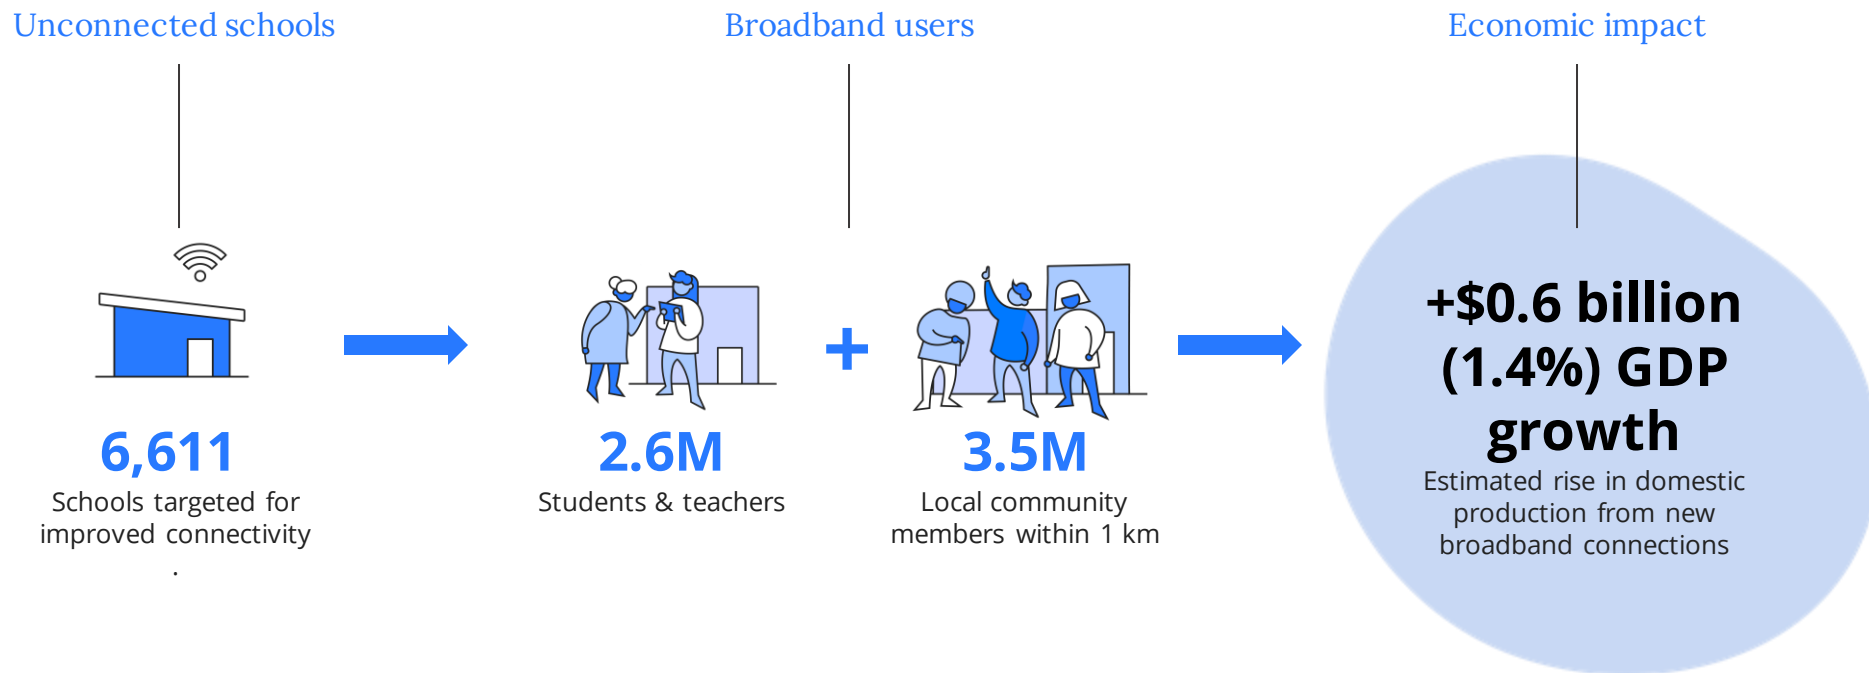 Unconnected schools
Broadband users
Economic impact
6,611
Schools targeted for
improved connectivity
.
2.6M
Students & teachers
+
3.5M
Local community
members within 1 km
+$0.6 billion
(1.4%) GDP
growth
Estimated rise in domestic
production from new
broadband connections